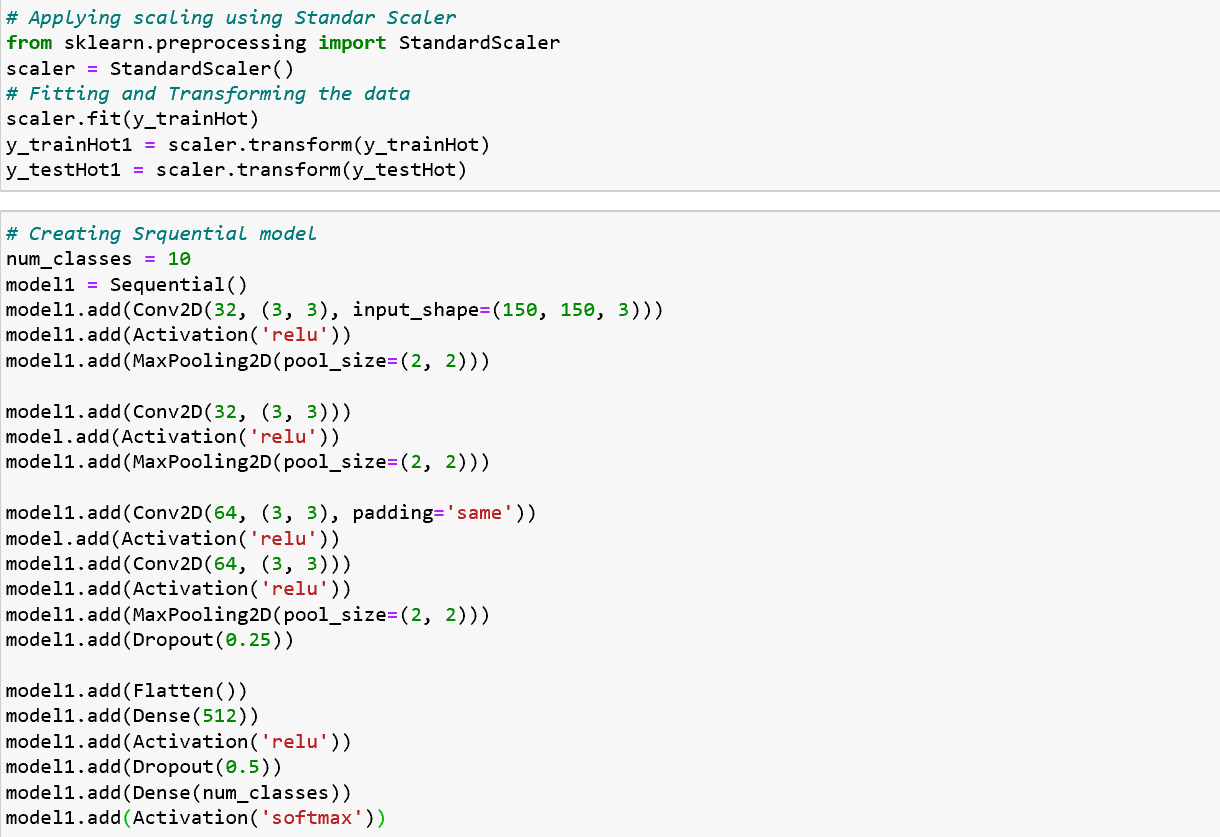 # Applying scaling using Standar Scaler
from sklearn.preprocessing import StandardScaler
scaler = StandardScaler()
# Fitting and Transforming the data
scaler.fit(y_trainHot)
y_trainHot1 = scaler.transform(y_trainHot)
y_testHot1 = scaler.transform(y_testHot)
# Creating Srquential model
num_classes = 10
model1 = Sequential()
model1.add(Conv2D(32, (3, 3), input_shape=(150, 150, 3)))
model1.add(Activation('relu'))
model1.add(MaxPooling2D(pool_size=(2, 2)))
model1.add(Conv2D(32, (3, 3)))
model.add(Activation('relu'))
model1.add(MaxPooling2D(pool_size=(2, 2)))
model1.add(Conv2D(64, (3, 3), padding='same'))
model.add(Activation('relu'))
model1.add(Conv2D(64, (3, 3)))
model1.add(Activation('relu'))
model1.add(MaxPooling2D(pool_size=(2, 2)))
model1.add(Dropout(0.25))
model1.add(Flatten())
model1.add(Dense(512))
model1.add(Activation('relu'))
model1.add(Dropout(0.5))
model1.add(Dense(num_classes))
model1.add(Activation('softmax'))